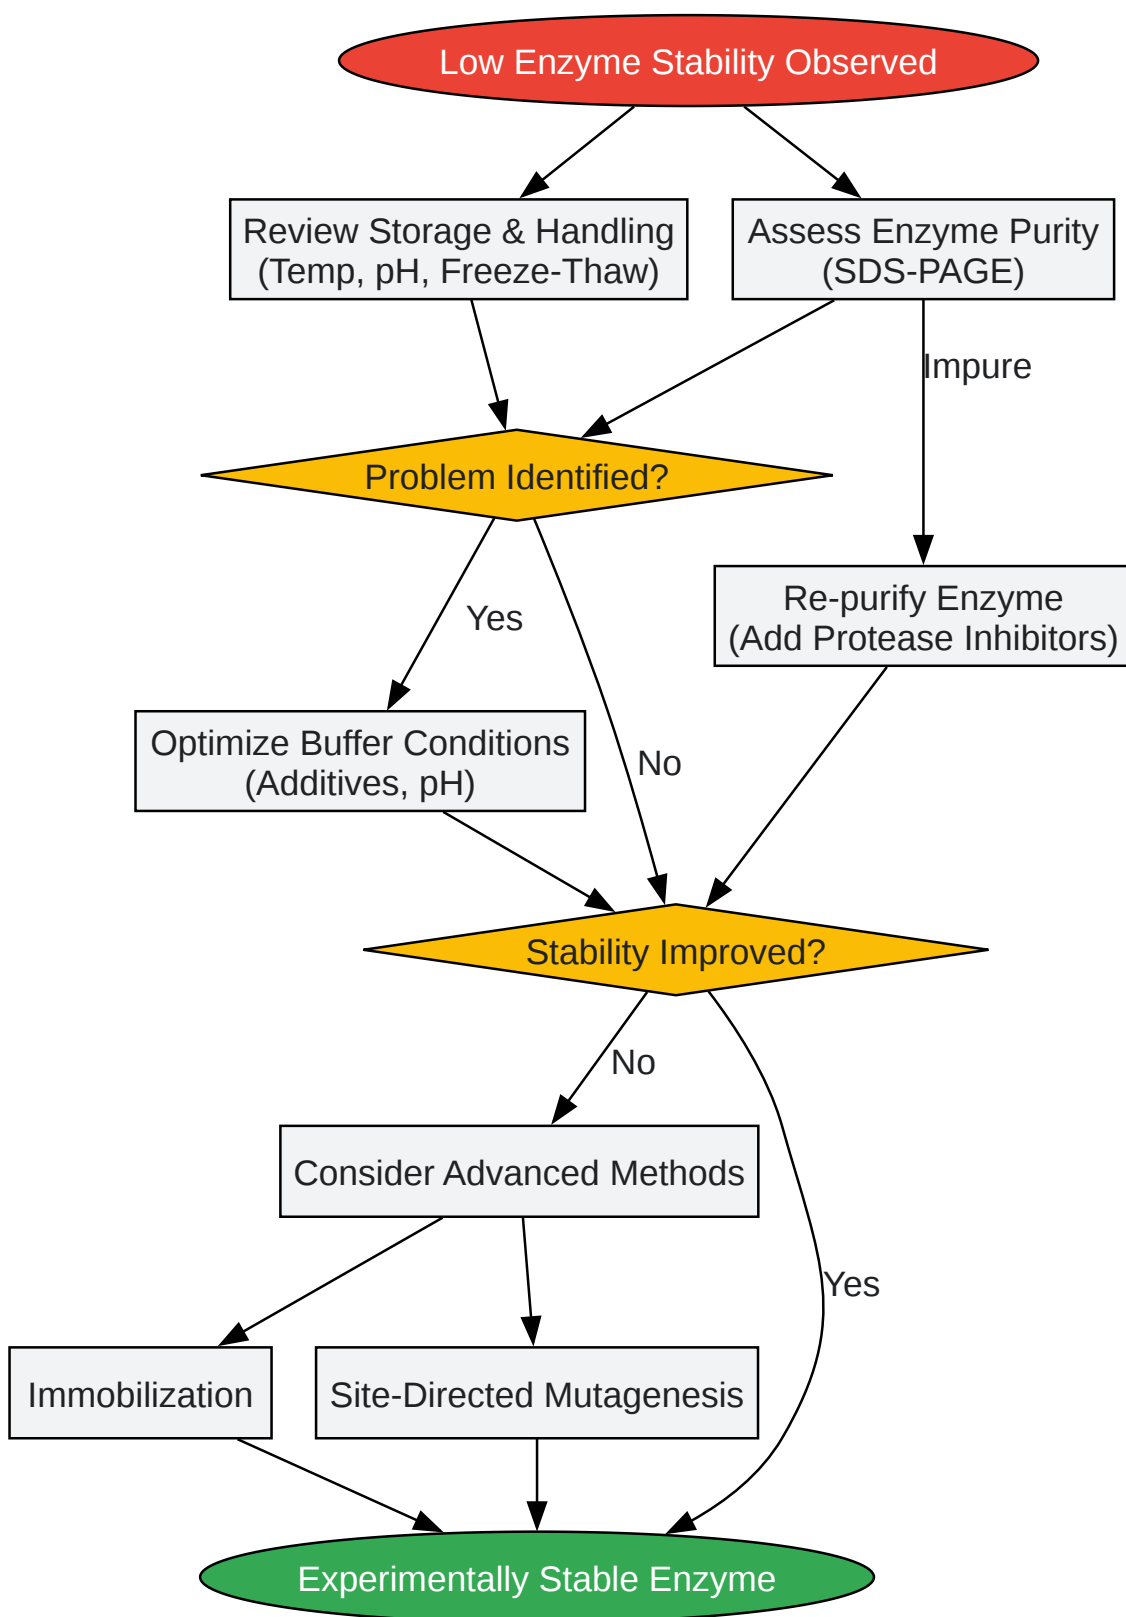 Low Enzyme Stability Observed
Review Storage & Handling
(Temp, pH, Freeze-Thaw)
Assess Enzyme Purity
(SDS-PAGE)
Impure
Problem Identified?
Re-purify Enzyme
(Add Protease Inhibitors)
Yes
Optimize Buffer Conditions
(Additives, pH)
No
Stability Improved?
No
Consider Advanced Methods
Yes
Immobilization
Site-Directed Mutagenesis
Experimentally Stable Enzyme